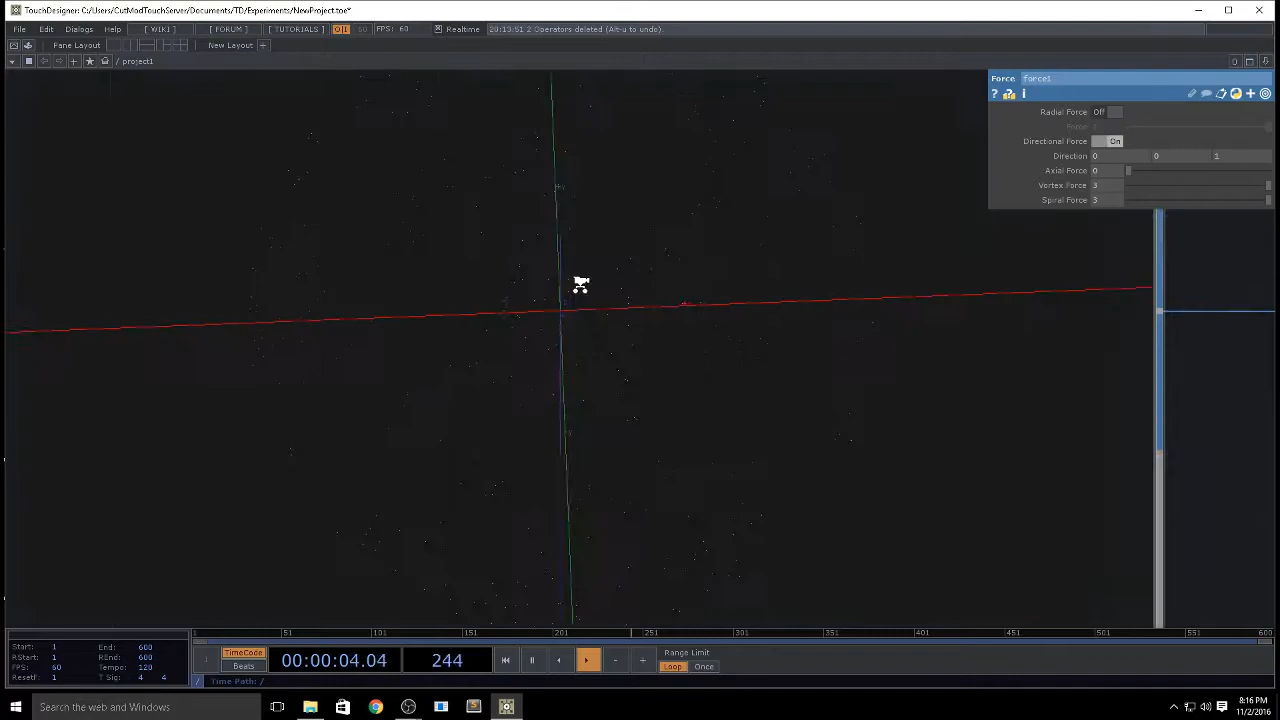 TouchDesigner: C:/Users/CutModTouchServer/Documents/TD/Experiments/NewProject.toe*
File Edit Dialogs Help [ WIKI ] [ FORUM ] [ TUTORIALS ] O|I 60 FPS: 60 Realtime 20:13:51 2 Operators deleted (Alt-u to undo).
Pane Layout New Layout +
/ project1
Force force1
? ? i
Radial Force Off
Force 1
Directional Force On
Direction 0 0 1
Axial Force 0
Vortex Force 3
Spiral Force 3
1 51 101 151 201 251 301 351 401 451 501 551 600
Start: 1 End: 600
RStart: 1 REnd: 600
FPS: 60 Tempo: 120
ResetF: 1 T Sig: 4 4
TimeCode
Beats
00:00:04.04 244
Range Limit
Loop Once
/ Time Path: /
Search the web and Windows
8:16 PM
11/2/2016